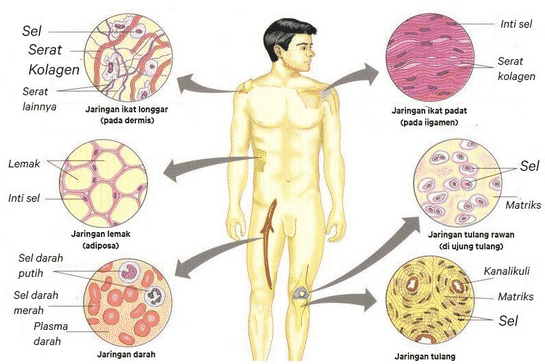 Sel
Serat
Kolagen
Serat
lainnya
Jaringan ikat longgar
(pada dermis)
Inti sel
Serat
kolagen
Jaringan ikat padat
(pada iigamen)
Lemak
Inti sel
Jaringan lemak
(adiposa)
Sel
Matriks
Jaringan tulang rawan
(di ujung tulang)
Sel darah
putih
Sel darah
merah
Plasma
darah
Jaringan darah
Kanalikuli
Matriks
Sel
Jaringan tulang